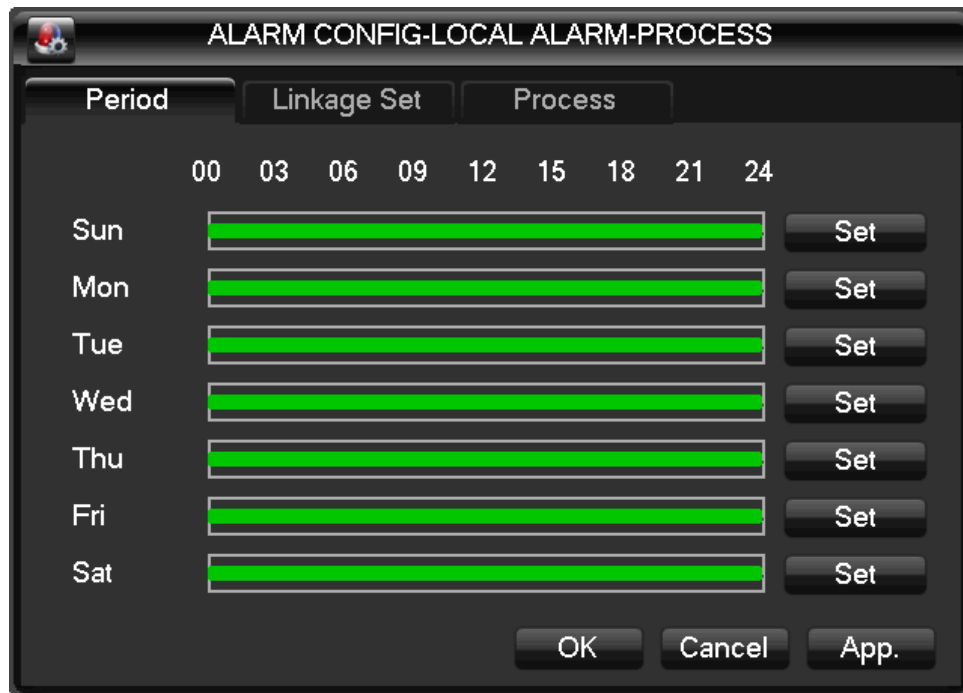 ALARM CONFIG-LOCAL ALARM-PROCESS
Period Linkage Set Process
00 03 06 09 12 15 18 21 24
Sun Set
Mon Set
Tue Set
Wed Set
Thu Set
Fri Set
Sat Set
OK Cancel App.